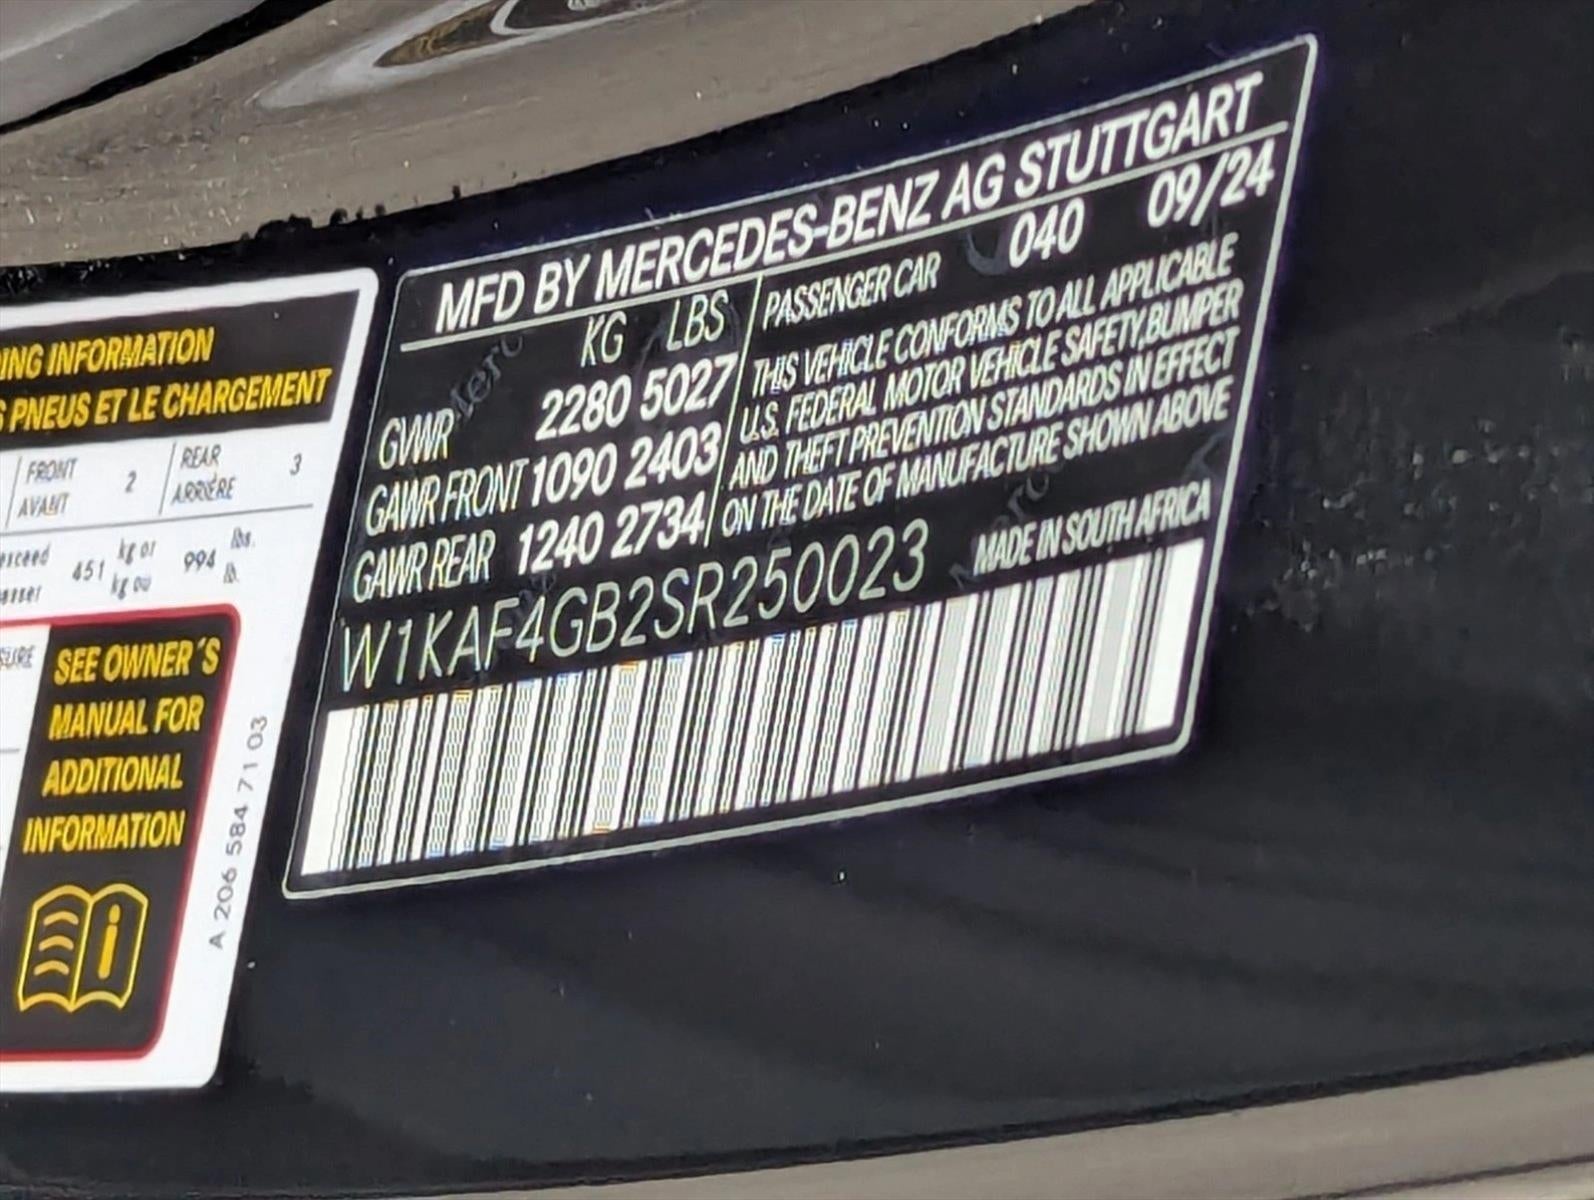 MFD BY MERCEDES-BENZ AG STUTTGART
KG LBS
PASSENGER CAR 040 09/24
GVWR 2280 5027
GAWR FRONT 1090 2403
GAWR REAR 1240 2734
THIS VEHICLE CONFORMS TO ALL APPLICABLE
U.S. FEDERAL MOTOR VEHICLE SAFETY,BUMPER
AND THEFT PREVENTION STANDARDS IN EFFECT
ON THE DATE OF MANUFACTURE SHOWN ABOVE
MADE IN SOUTH AFRICA
W1KAF4GB2SR250023
INFORMATION
PNEUS ET LE CHARGEMENT
FRONT 2 REAR 3
AVANT ARRIÈRE
451 kg or 994 lbs.
kg ou lb.
SEE OWNER´S
MANUAL FOR
ADDITIONAL
INFORMATION
i
A 206 584 71 03